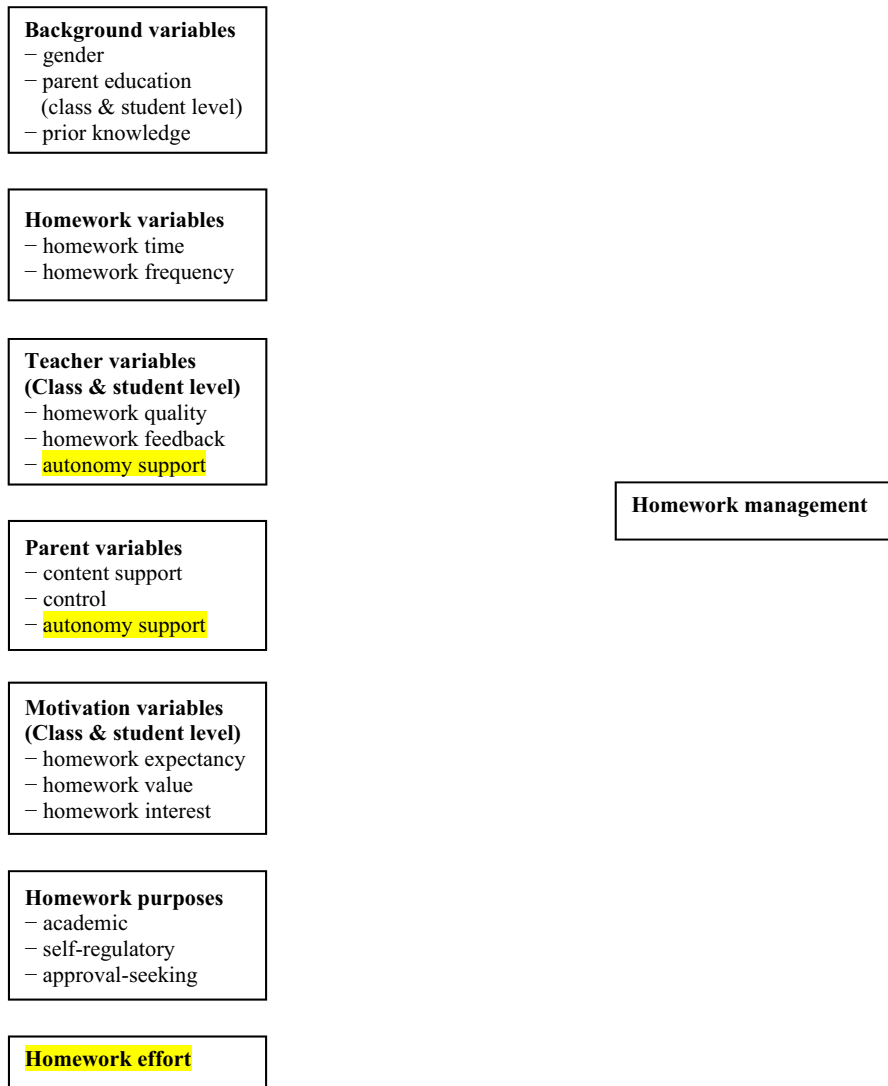 Background variables
− gender
− parent education
(class & student level)
− prior knowledge
Homework variables
− homework time
− homework frequency
Teacher variables
(Class & student level)
− homework quality
− homework feedback
− autonomy support
Homework management
Parent variables
− content support
− control
− autonomy support
Motivation variables
(Class & student level)
− homework expectancy
− homework value
− homework interest
Homework purposes
− academic
− self-regulatory
− approval-seeking
Homework effort